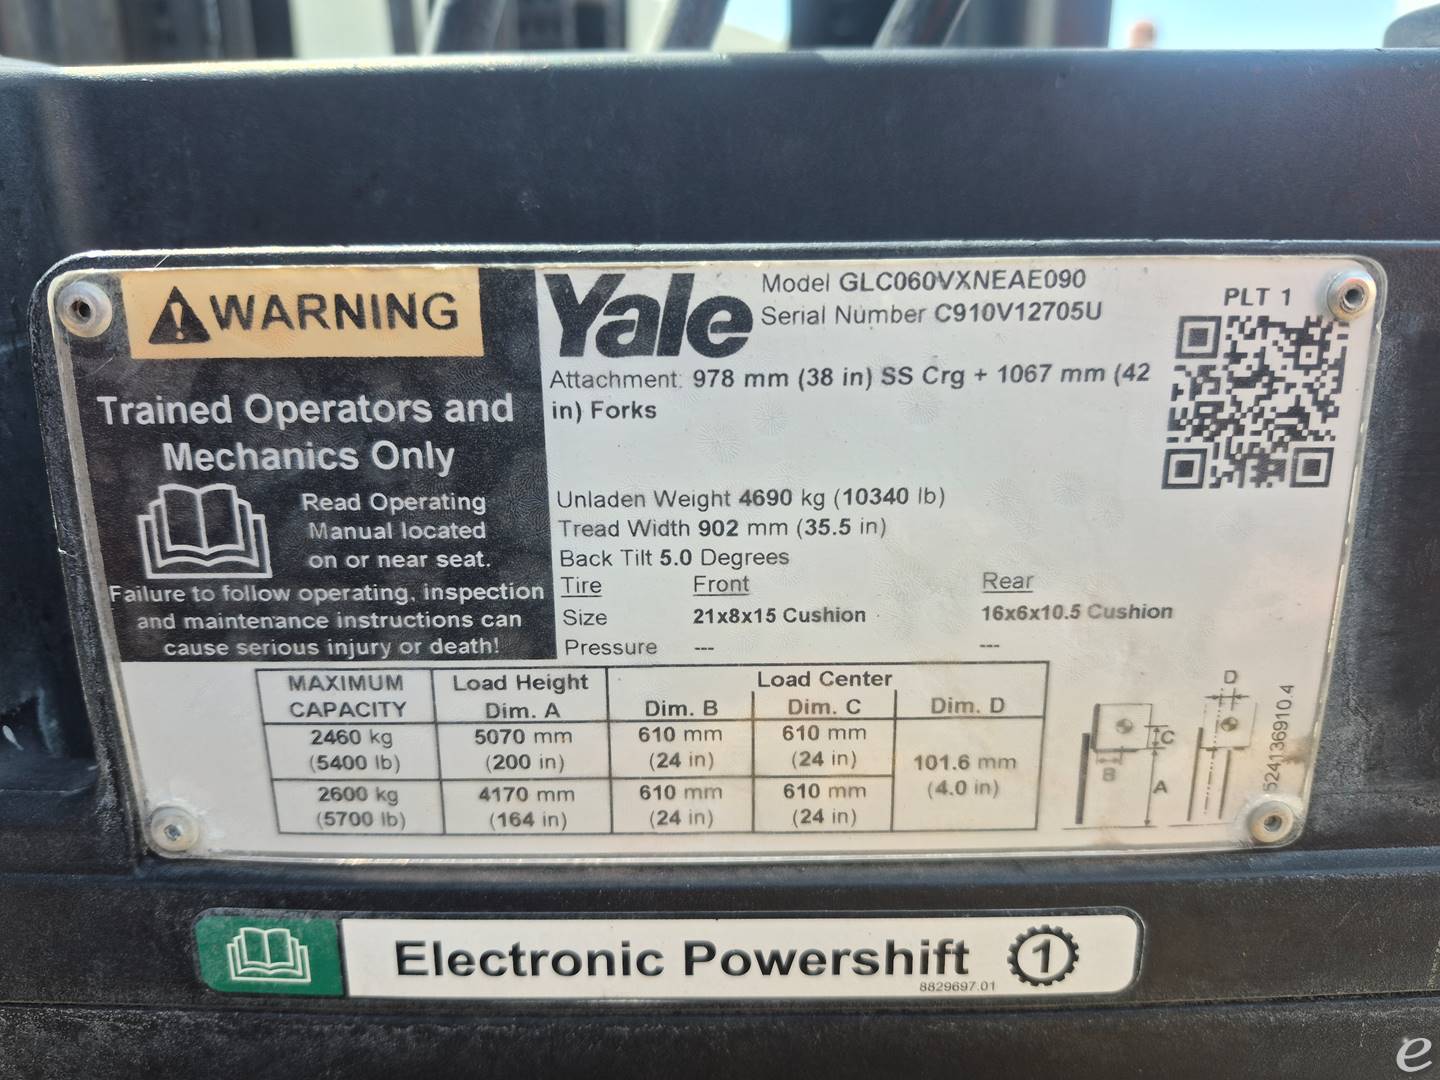 WARNING
Trained Operators and
Mechanics Only
Read Operating
Manual located
on or near seat.
Failure to follow operating, inspection
and maintenance instructions can
cause serious injury or death!
Yale
Model GLC060VXNEAE090
Serial Number C910V12705U
PLT 1
Attachment: 978 mm (38 in) SS Crg + 1067 mm (42
in) Forks
Unladen Weight 4690 kg (10340 lb)
Tread Width 902 mm (35.5 in)
Back Tilt 5.0 Degrees
Tire Front Rear
Size 21x8x15 Cushion 16x6x10.5 Cushion
Pressure --- ---
MAXIMUM Load Height Load Center
CAPACITY Dim. A Dim. B Dim. C Dim. D
2460 kg 5070 mm 610 mm 610 mm
(5400 lb) (200 in) (24 in) (24 in) 101.6 mm
2600 kg 4170 mm 610 mm 610 mm (4.0 in)
(5700 lb) (164 in) (24 in) (24 in)
D
C
B
A
524136910.4
Electronic Powershift 1
8829697.01
e